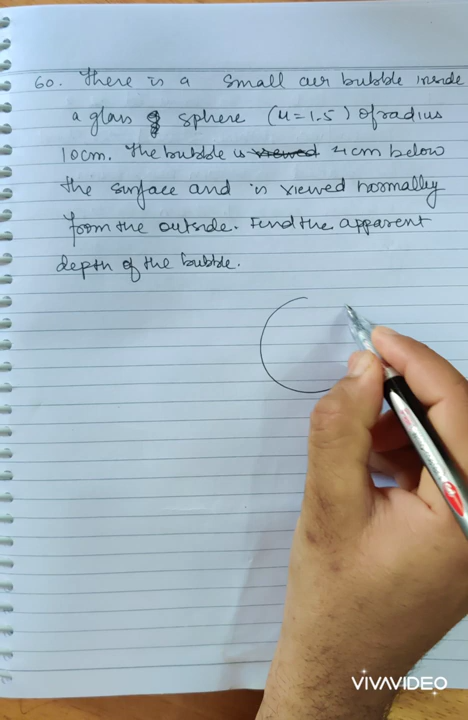 60. There is a small air bubble inside
a glass sphere (μ=1.5) of radius
10cm. The bubble is viewed 4cm below
the surface and is viewed normally
from the outside. Find the apparent
depth of the bubble.
VIVAVIDEO